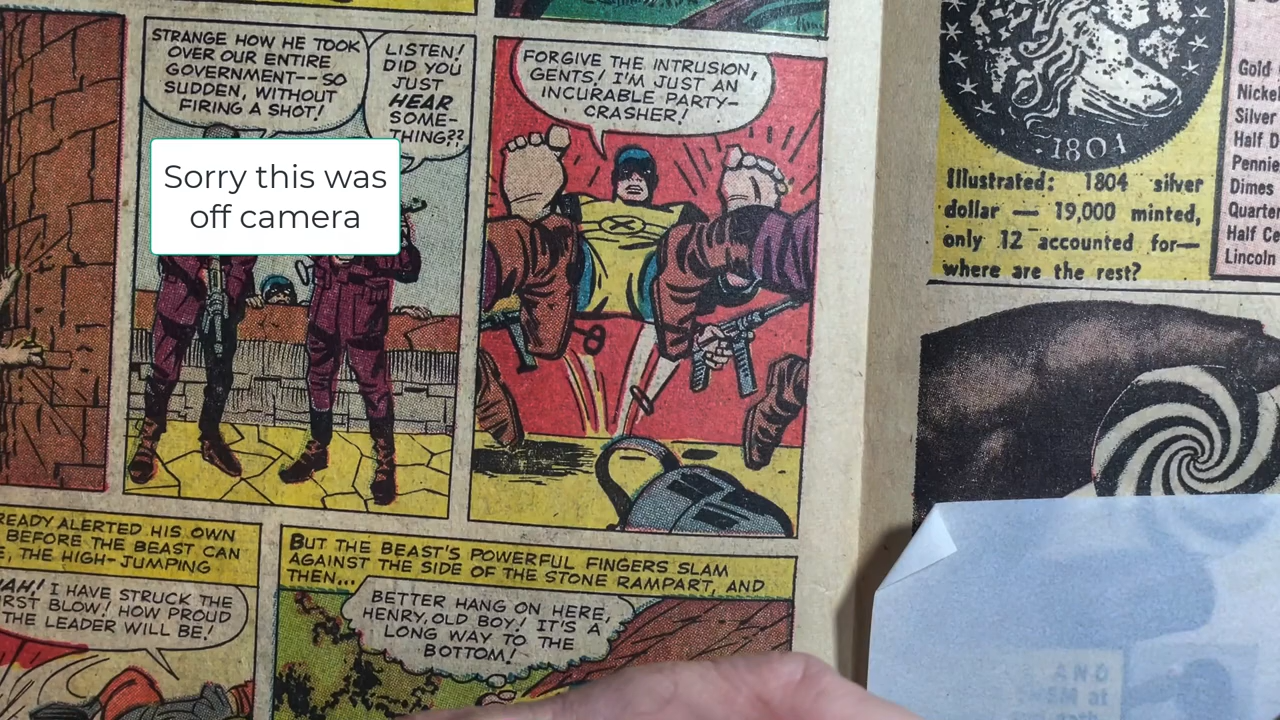 STRANGE HOW HE TOOK
OVER OUR ENTIRE
GOVERNMENT--SO
SUDDEN, WITHOUT
FIRING A SHOT!
LISTEN!
DID YOU
JUST
HEAR
SOME-
THING??
Sorry this was
off camera
FORGIVE THE INTRUSION,
GENTS! I'M JUST AN
INCURABLE PARTY-
CRASHER!
ALERTED HIS OWN
BEFORE THE BEAST CAN
THE HIGH-JUMPING
I HAVE STRUCK THE
BLOW! HOW PROUD
THE LEADER WILL BE!
BUT THE BEAST'S POWERFUL FINGERS SLAM
AGAINST THE SIDE OF THE STONE RAMPART, AND
THEN...
BETTER HANG ON HERE,
HENRY, OLD BOY! IT'S A
LONG WAY TO THE
BOTTOM!
1804
Illustrated: 1804 silver
dollar — 19,000 minted,
only 12 accounted for—
where are the rest?
Gold
Nickel
Silver
Half D
Pennie
Dimes
Quarter
Half Ce
Lincoln